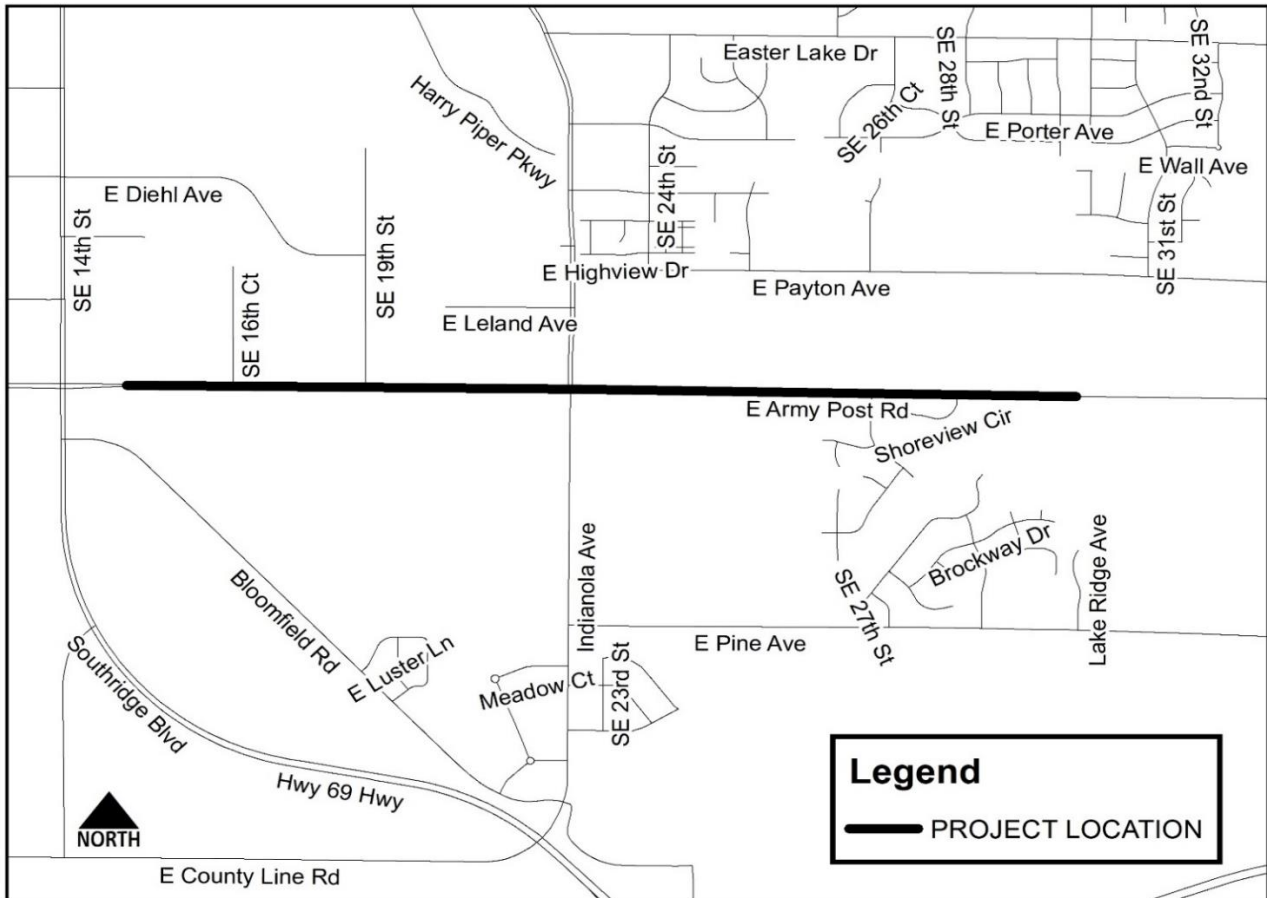 Easter Lake Dr
SE 28th St
SE 32nd St
Harry Piper Pkwy
SE 26th Ct
E Porter Ave
E Wall Ave
E Diehl Ave
SE 14th St
SE 19th St
SE 24th St
SE 31st St
E Highview Dr
E Payton Ave
SE 16th Ct
E Leland Ave
E Army Post Rd
Shoreview Cir
Brockway Dr
Bloomfield Rd
Indianola Ave
SE 27th St
Lake Ridge Ave
E Pine Ave
Southridge Blvd
E Luster Ln
Meadow Ct
SE 23rd St
Hwy 69 Hwy
NORTH
E County Line Rd
Legend
PROJECT LOCATION